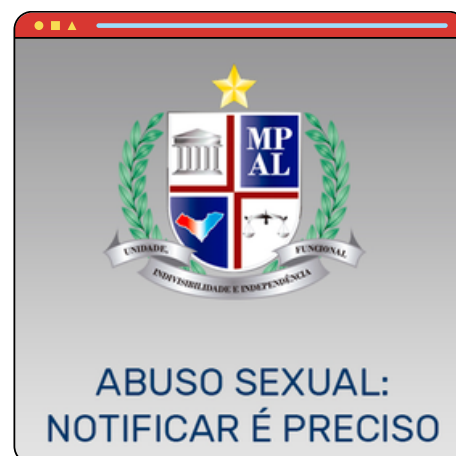 MP
AL
UNIDADE,
FUNCIONAL
INDIVISIBILIDADE E INDEPENDÊNCIA
ABUSO SEXUAL:
NOTIFICAR É PRECISO